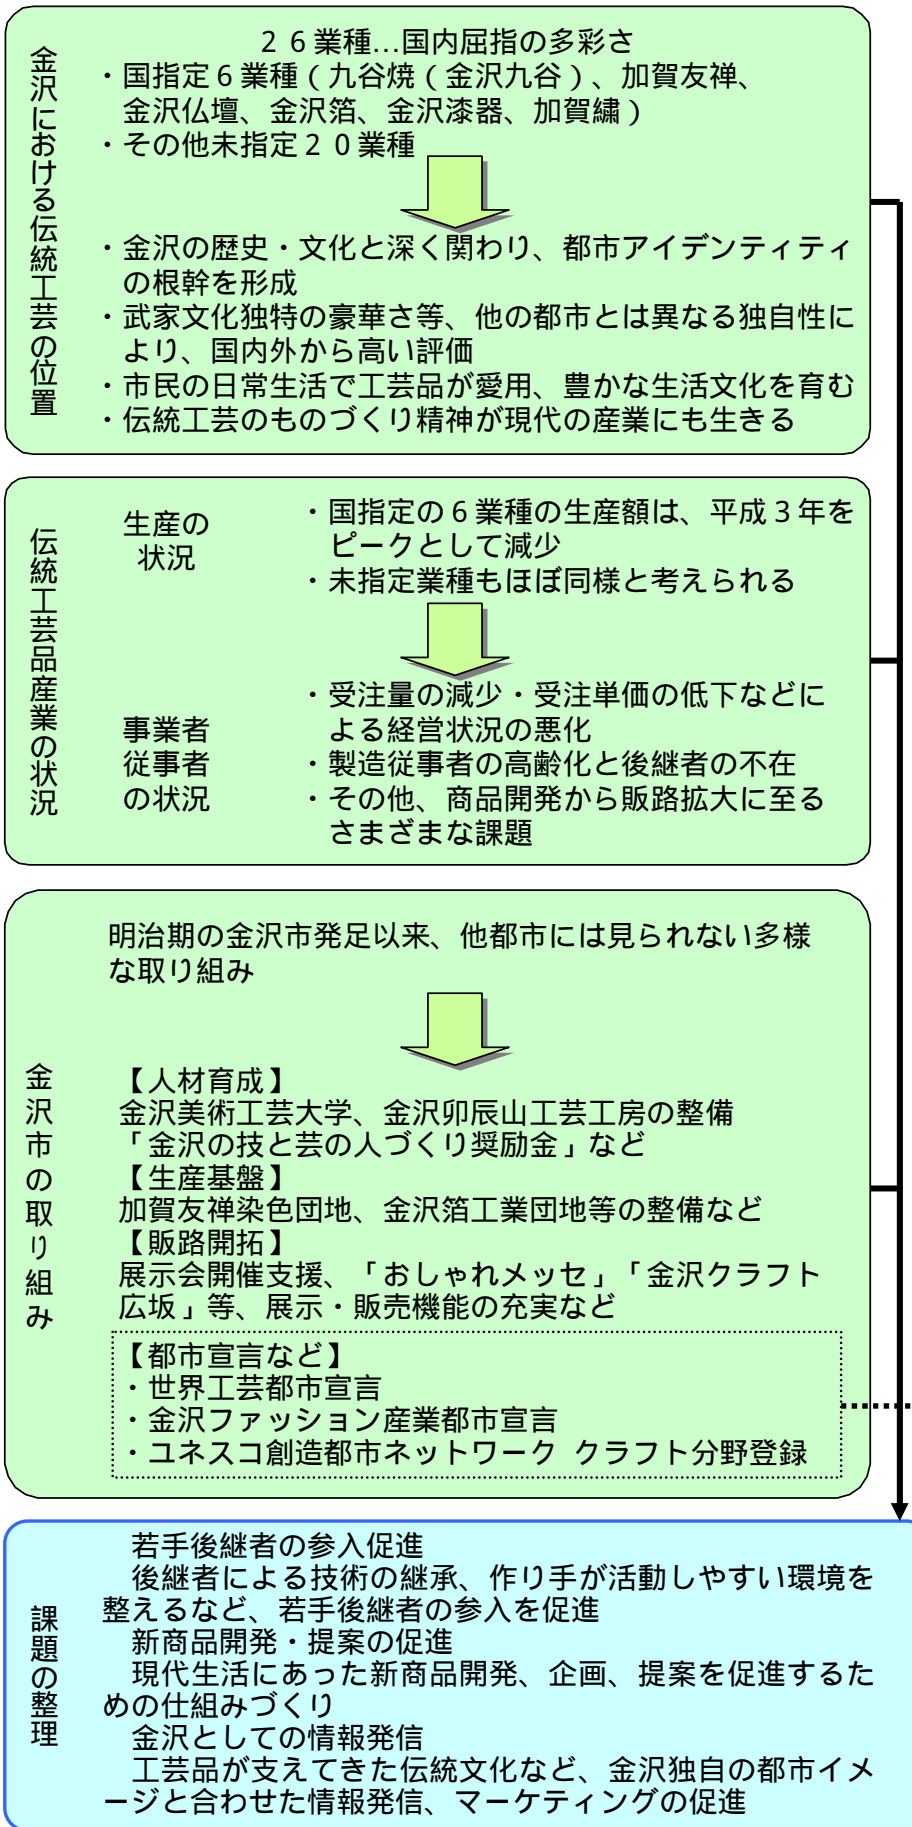 金沢における伝統工芸の位置
２６業種…国内屈指の多彩さ
・国指定６業種（九谷焼（金沢九谷）、加賀友禅、
金沢仏壇、金沢箔、金沢漆器、加賀繍）
・その他未指定２０業種
・金沢の歴史・文化と深く関わり、都市アイデンティティ
の根幹を形成
・武家文化独特の豪華さ等、他の都市とは異なる独自性に
より、国内外から高い評価
・市民の日常生活で工芸品が愛用、豊かな生活文化を育む
・伝統工芸のものづくり精神が現代の産業にも生きる
伝統工芸品産業の状況
生産の
状況
・国指定の６業種の生産額は、平成３年を
ピークとして減少
・未指定業種もほぼ同様と考えられる
事業者
従事者
の状況
・受注量の減少・受注単価の低下などに
よる経営状況の悪化
・製造従事者の高齢化と後継者の不在
・その他、商品開発から販路拡大に至る
さまざまな課題
金沢市の取り組み
明治期の金沢市発足以来、他都市には見られない多様
な取り組み
【人材育成】
金沢美術工芸大学、金沢卯辰山工芸工房の整備
「金沢の技と芸の人づくり奨励金」など
【生産基盤】
加賀友禅染色団地、金沢箔工業団地等の整備など
【販路開拓】
展示会開催支援、「おしゃれメッセ」「金沢クラフト
広坂」等、展示・販売機能の充実など
【都市宣言など】
・世界工芸都市宣言
・金沢ファッション産業都市宣言
・ユネスコ創造都市ネットワーク クラフト分野登録
課題の整理
若手後継者の参入促進
後継者による技術の継承、作り手が活動しやすい環境を
整えるなど、若手後継者の参入を促進
新商品開発・提案の促進
現代生活にあった新商品開発、企画、提案を促進するた
めの仕組みづくり
金沢としての情報発信
工芸品が支えてきた伝統文化など、金沢独自の都市イメ
ージと合わせた情報発信、マーケティングの促進